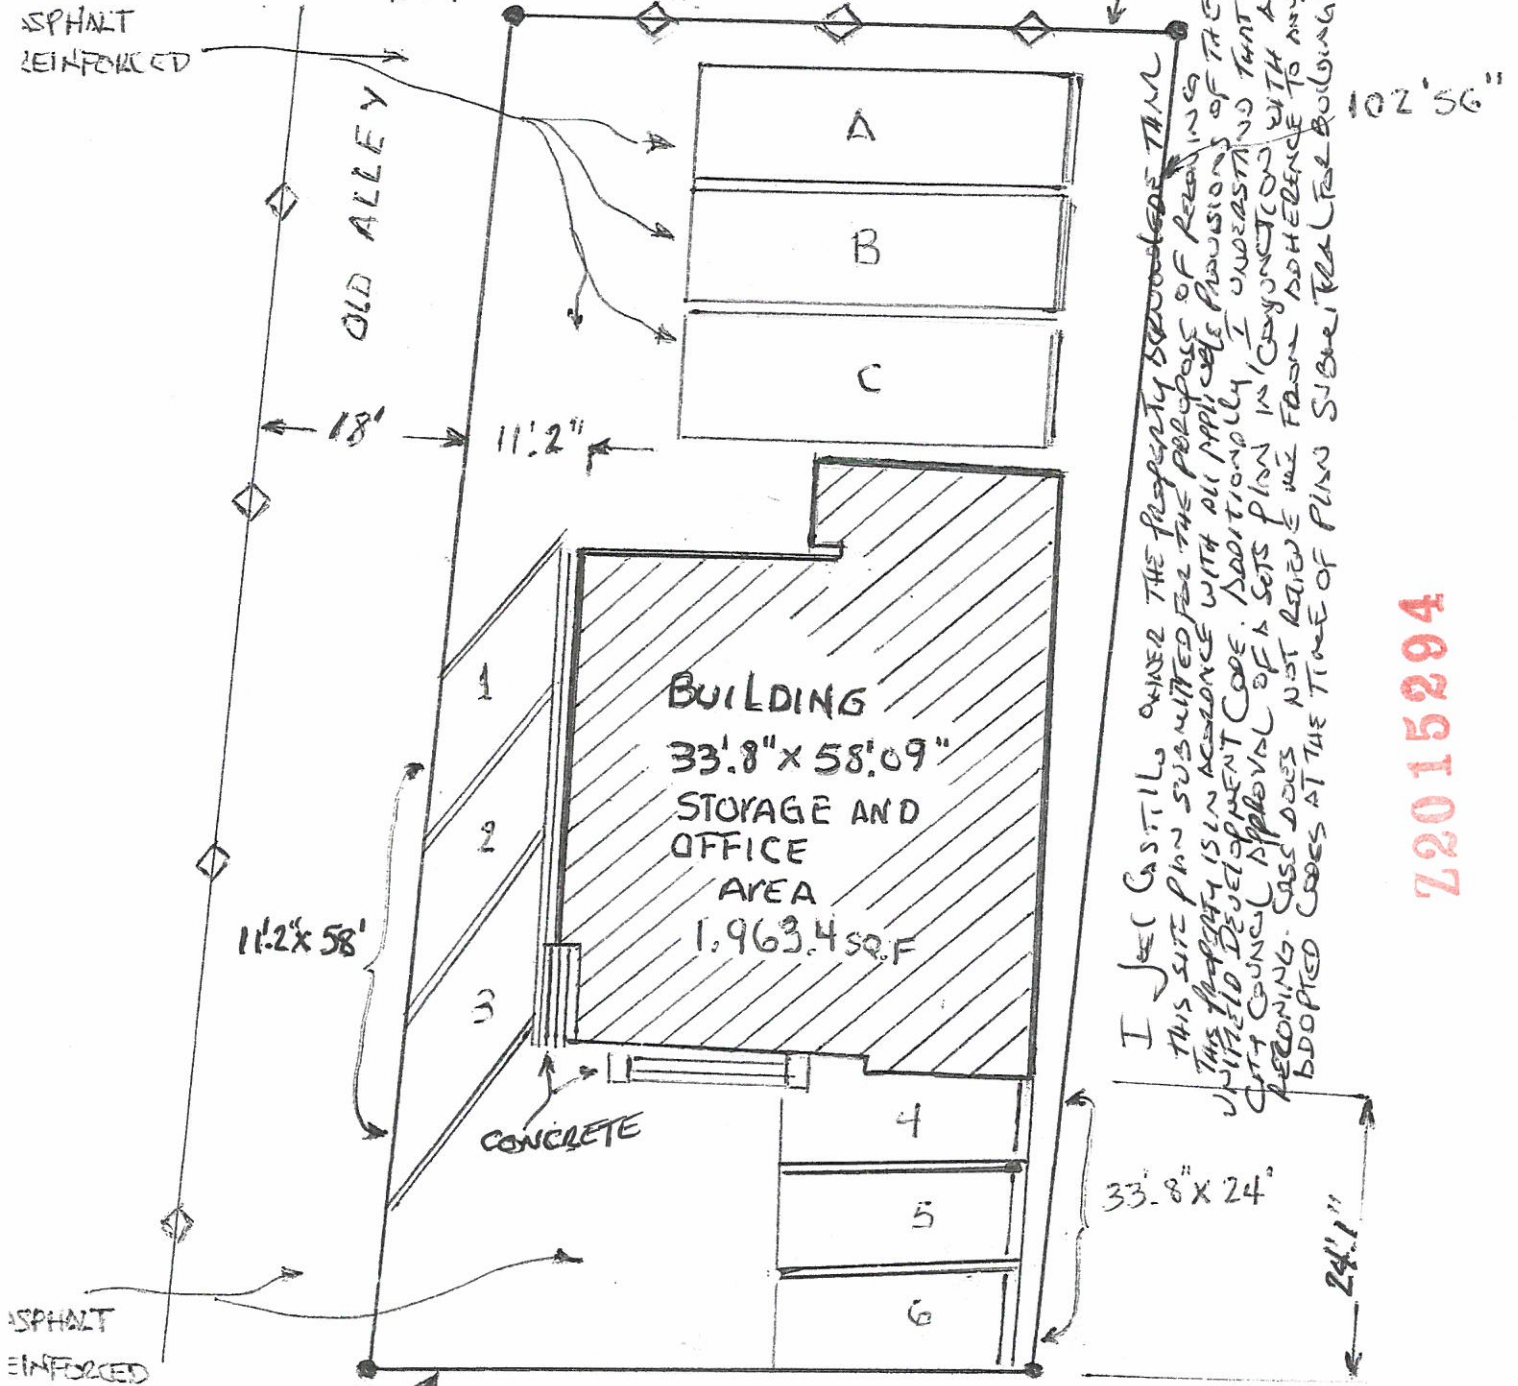 ASPHALT
REINFORCED
OLD ALLEY
A
B
C
102'56"
18'
11'.2"
1
2
3
BUILDING
33'.8" X 58'.09"
STORAGE AND
OFFICE
AREA
1.963.4 SQ.F
11'.2" X 58'
CONCRETE
4
5
6
33'.8" X 24'
24'.1"
ASPHALT
EINFORCED
I Joel Castillo OWNER THE Property
THIS SITE PLAN SUBMITTED FOR THE PURPOSE OF REZONING
THIS PROPERTY IS IN ACCORDANCE WITH All APPLICABLE PROVISIONS OF THE
UNIFIED DEVELOPMENT CODE. ADDITIONALLY I UNDERSTAND THAT
CITY COUNCIL APPROVAL OF A SITE PLAN IN CONJUNCTION WITH A
REZONING CASE DOES NOT RELIEVE ME FROM ADHERENCE TO ANY
ADOPTED CODES AT THE TIME OF PLAN SUBMITTAL FOR BUILDING
Z2015294